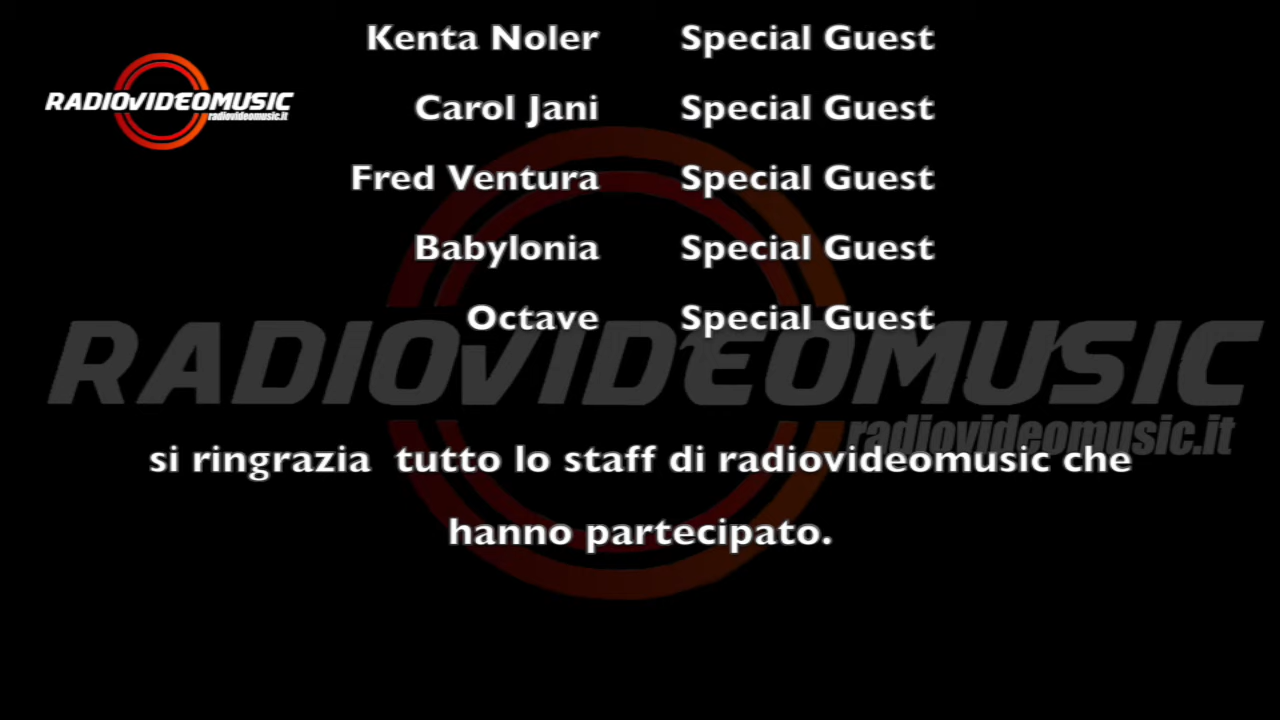 Kenta Noler Special Guest
RADIOVIDEOMUSIC
radiovideomusic.it
Carol Jani Special Guest
Fred Ventura Special Guest
Babylonia Special Guest
Octave Special Guest
RADIOVIDEOMUSIC
radiovideomusic.it
si ringrazia tutto lo staff di radiovideomusic che
hanno partecipato.